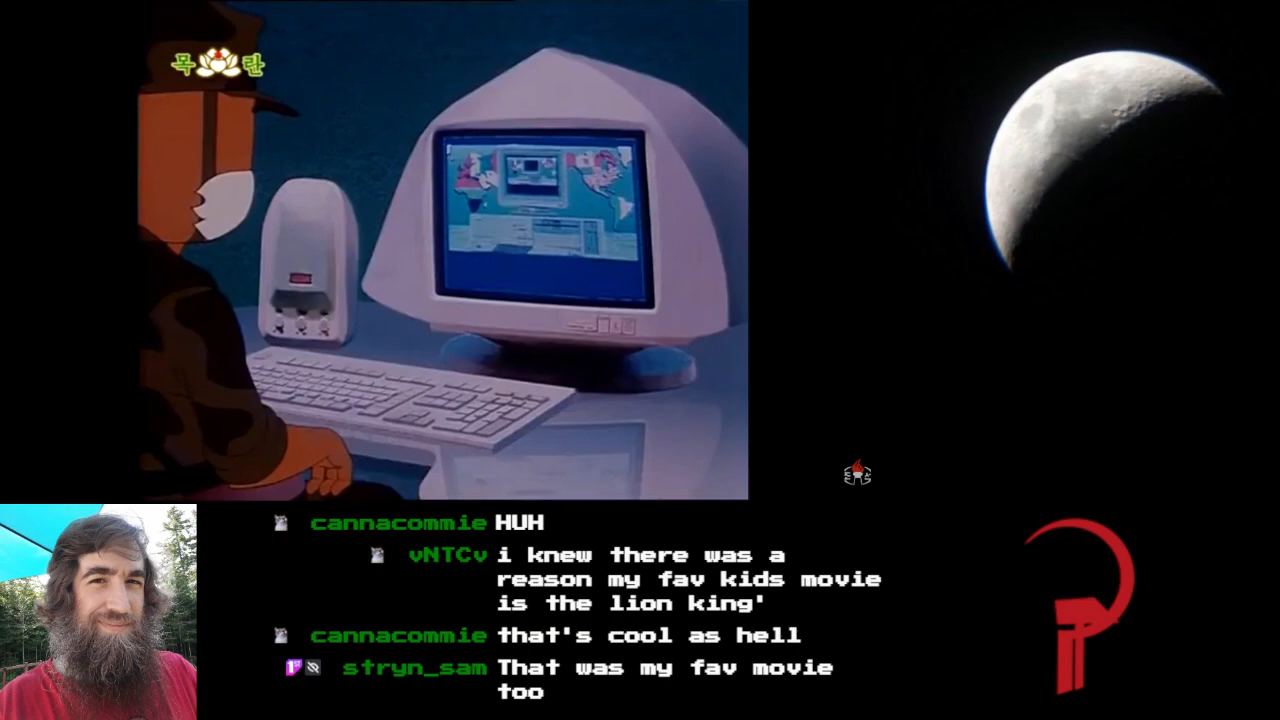 목란
cannacommie HUH
vNTCv i knew there was a
reason my fav kids movie
is the lion king'
cannacommie that's cool as hell
stryn_sam That was my fav movie
too